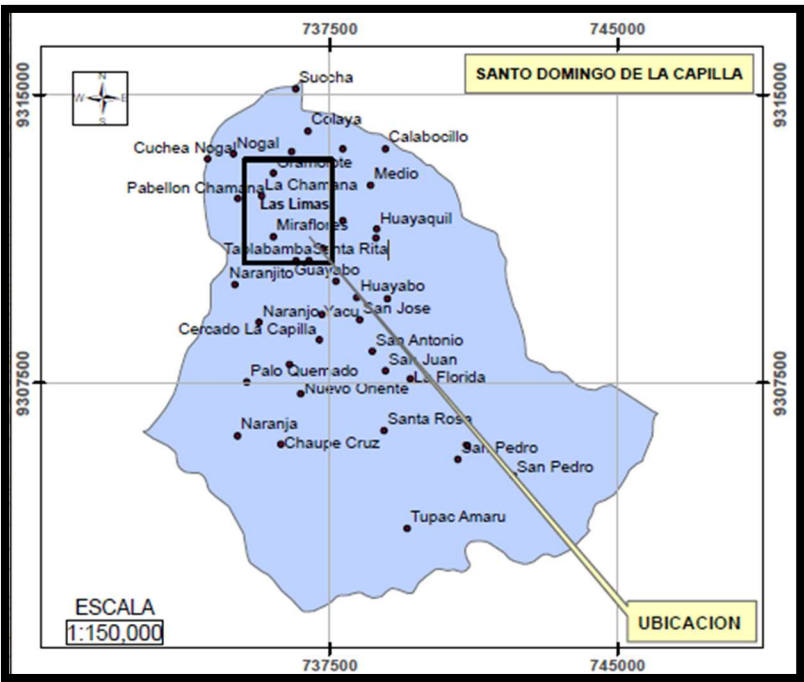 737500 745000
SANTO DOMINGO DE LA CAPILLA
9315000 9315000
N
W E
S
Suocha
Colaya
Calabocillo
Cuchea Nogal Nogal
Gramolote
Medio
Pabellon Chamana La Chamana
Las Limas
Miraflores Huayaquil
Taplabamba Santa Rita
Naranjito Guayabo
Huayabo
Naranjo Yacu San Jose
Cercado La Capilla
San Antonio
San Juan
Palo Quemado La Florida
9307500 9307500
Nuevo Oriente
Naranja Santa Rosa
Chaupe Cruz San Pedro
San Pedro
Tupac Amaru
ESCALA
1:150,000
UBICACION
737500 745000